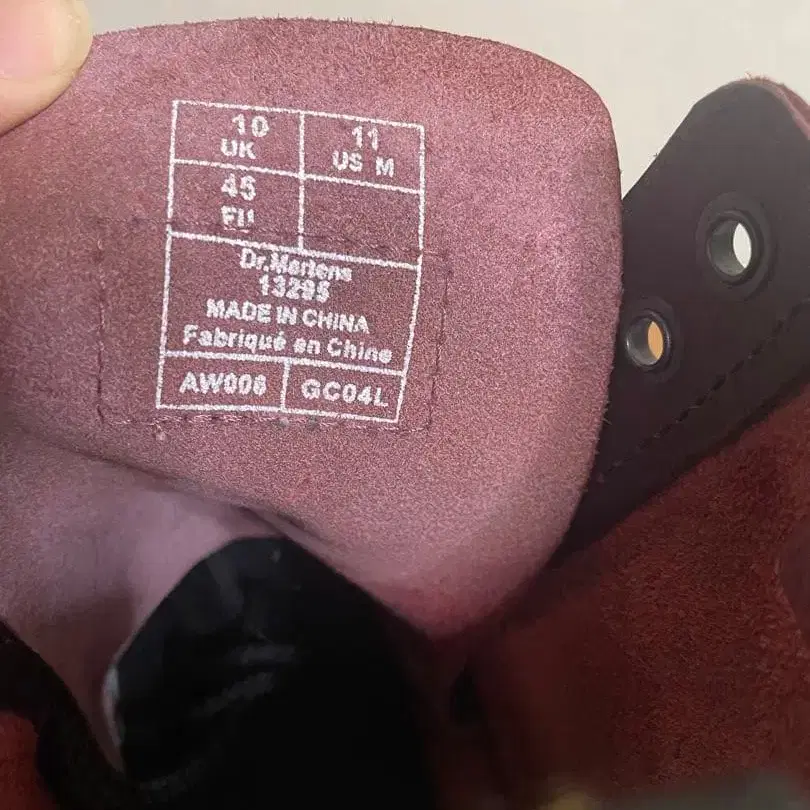 10
UK
11
US M
45
EU
Dr.Martens
13295
MADE IN CHINA
Fabriqué en Chine
AW006
GC04L